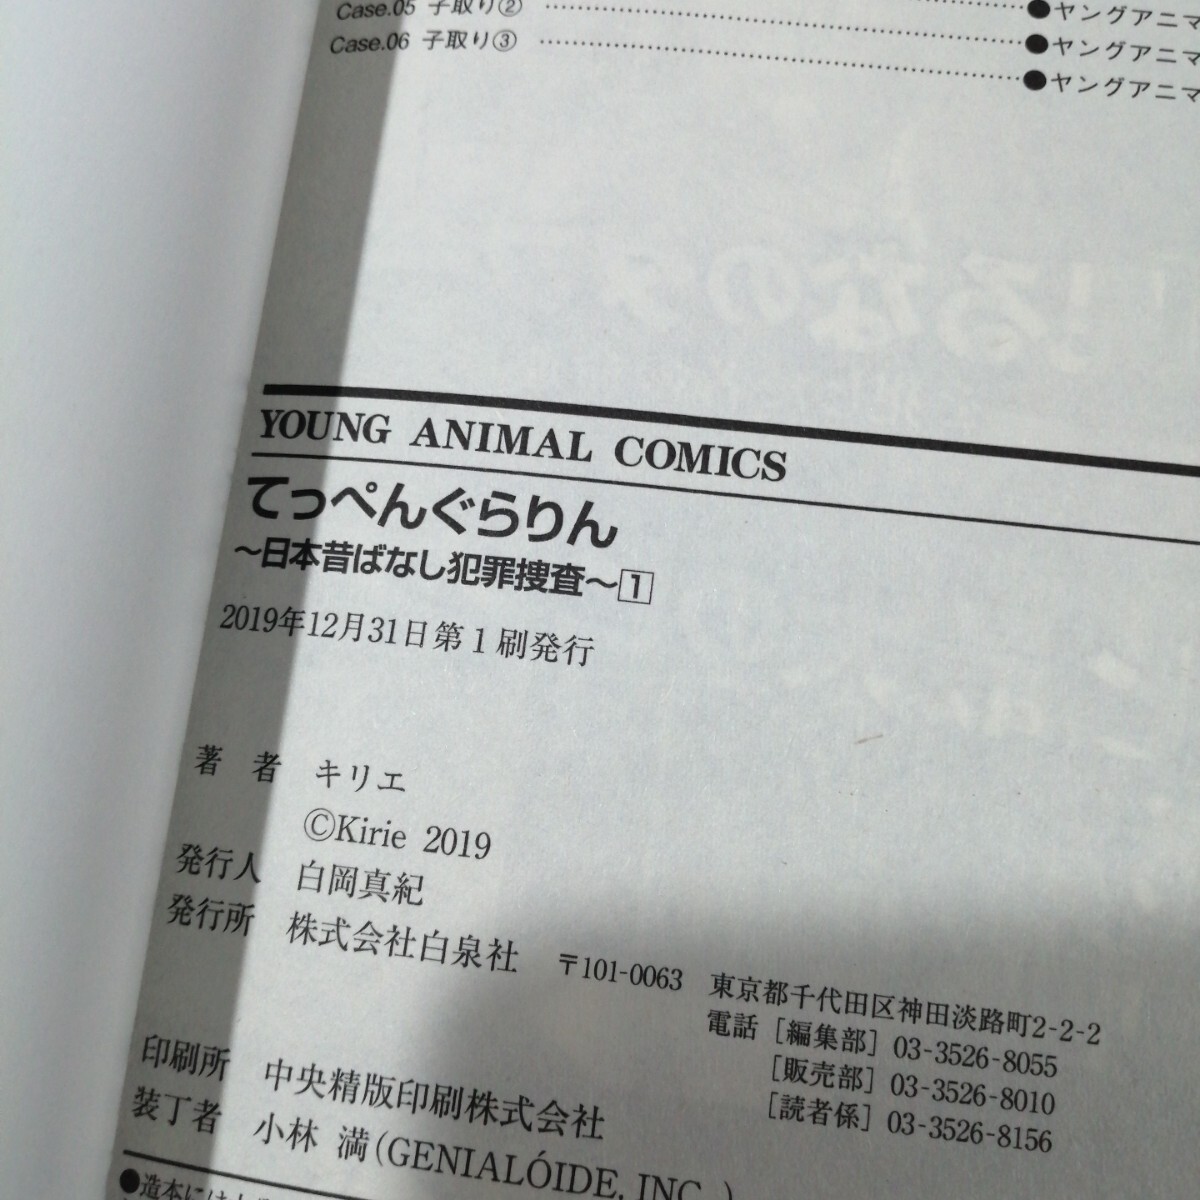 Case.05 子取り② ●ヤングアニマ
Case.06 子取り③ ●ヤングアニマ
●ヤングアニマ
YOUNG ANIMAL COMICS
てっぺんぐらりん
～日本昔ばなし犯罪捜査～1
2019年12月31日第1刷発行
著 者 キリエ
©Kirie 2019
発行人 白岡真紀
発行所 株式会社白泉社 〒101-0063 東京都千代田区神田淡路町2-2-2
電話［編集部］03-3526-8055
［販売部］03-3526-8010
［読者係］03-3526-8156
印刷所 中央精版印刷株式会社
装丁者 小林 満(GENIALÓIDE, INC.)
●造本には